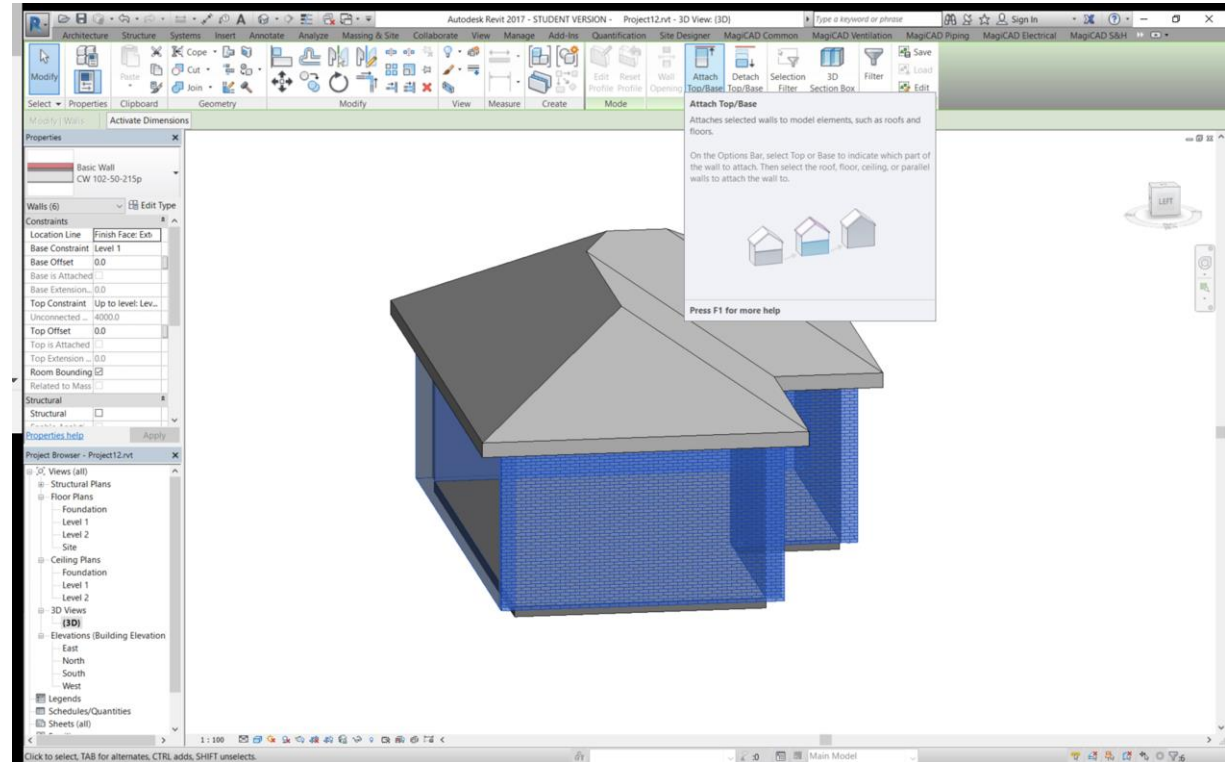 Autodesk Revit 2017 - STUDENT VERSION - Project12.rvt - 3D View: {3D}
Type a keyword or phrase
Sign In
Architecture Structure Systems Insert Annotate Analyze Massing & Site Collaborate View Manage Add-Ins Quantification Site Designer MagiCAD Common MagiCAD Ventilation MagiCAD Piping MagiCAD Electrical MagiCAD S&H
Modify
Paste
Cope
Cut
Join
Edit Profile
Reset Profile
Wall Opening
Attach Top/Base
Detach Top/Base
Selection Filter
3D Section Box
Filter
Save
Load
Edit
Select Properties Clipboard Geometry Modify View Measure Create Mode
Modify | Walls Activate Dimensions
Attach Top/Base
Attaches selected walls to model elements, such as roofs and
floors.
On the Options Bar, select Top or Base to indicate which part of
the wall to attach. Then select the roof, floor, ceiling, or parallel
walls to attach the wall to.
Press F1 for more help
LEFT
Properties
Basic Wall
CW 102-50-215p
Walls (6) Edit Type
Constraints
Location Line Finish Face: Ext
Base Constraint Level 1
Base Offset 0.0
Base is Attached
Base Extension... 0.0
Top Constraint Up to level: Lev...
Unconnected ... 4000.0
Top Offset 0.0
Top is Attached
Top Extension ... 0.0
Room Bounding
Related to Mass
Structural
Structural
Properties help Apply
Project Browser - Project12.rvt
Views (all)
Structural Plans
Floor Plans
Foundation
Level 1
Level 2
Site
Ceiling Plans
Foundation
Level 1
Level 2
3D Views
{3D}
Elevations (Building Elevation
East
North
South
West
Legends
Schedules/Quantities
Sheets (all)
1 : 100
Click to select, TAB for alternates, CTRL adds, SHIFT unselects.
:0
Main Model
:6